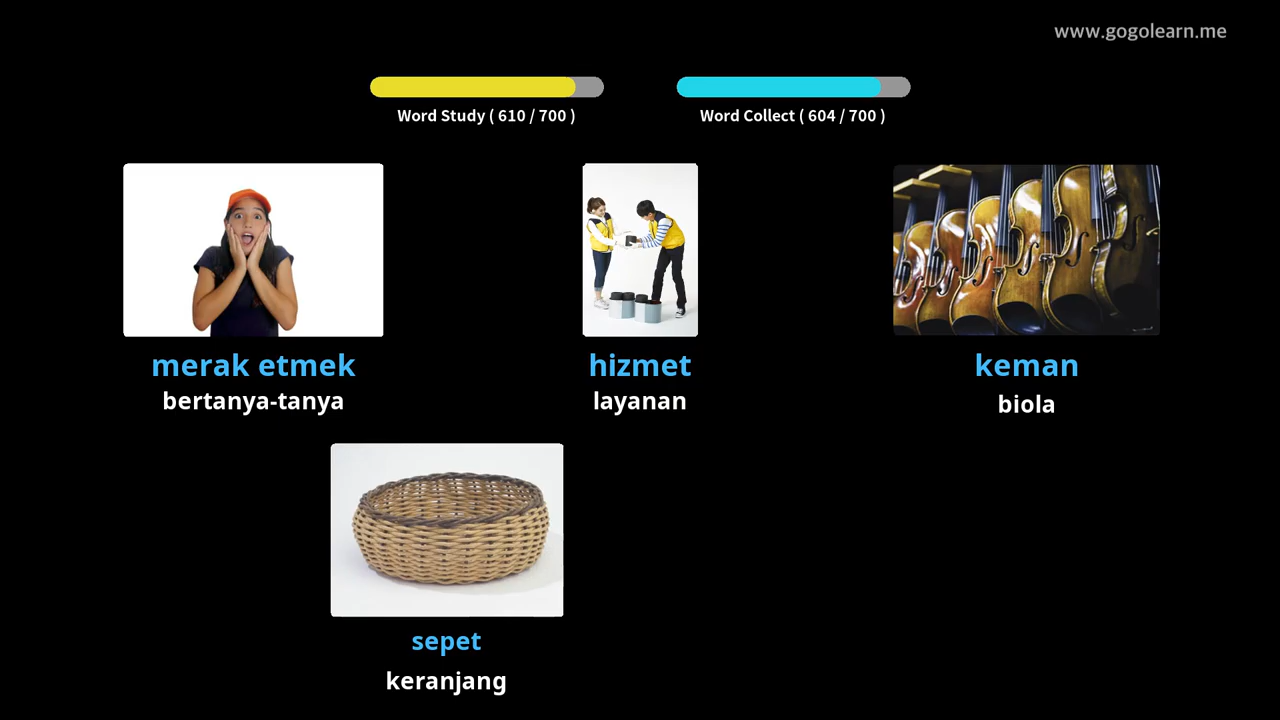 www.gogolearn.me
Word Study ( 610 / 700 )
Word Collect ( 604 / 700 )
merak etmek
bertanya-tanya
hizmet
layanan
keman
biola
sepet
keranjang